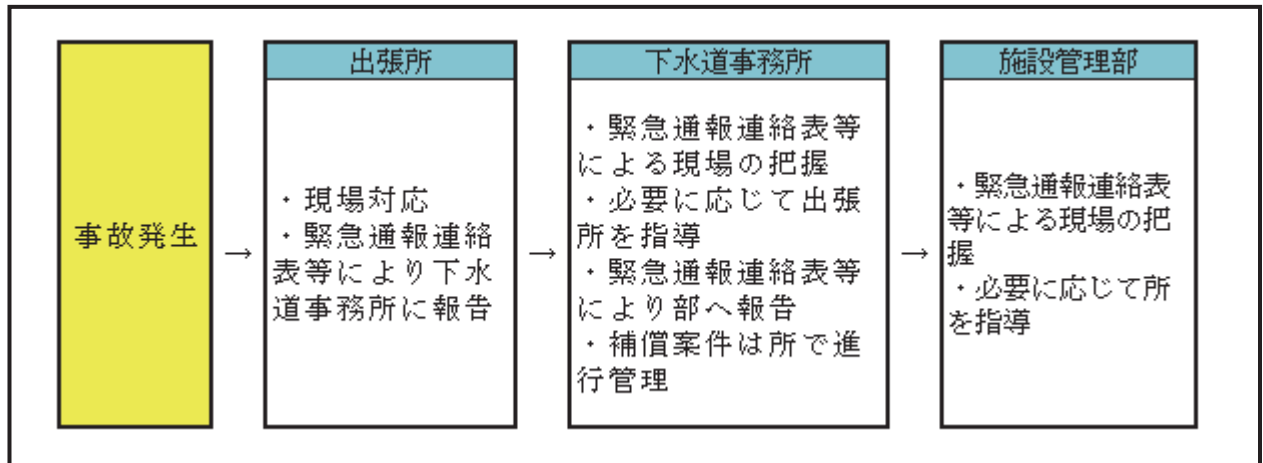 事故発生
→
出張所
・現場対応
・緊急通報連絡
表等により下水
道事務所に報告
→
下水道事務所
・緊急通報連絡表等
による現場の把握
・必要に応じて出張
所を指導
・緊急通報連絡表等
により部へ報告
・補償案件は所で進
行管理
→
施設管理部
・緊急通報連絡表
等による現場の把
握
・必要に応じて所
を指導